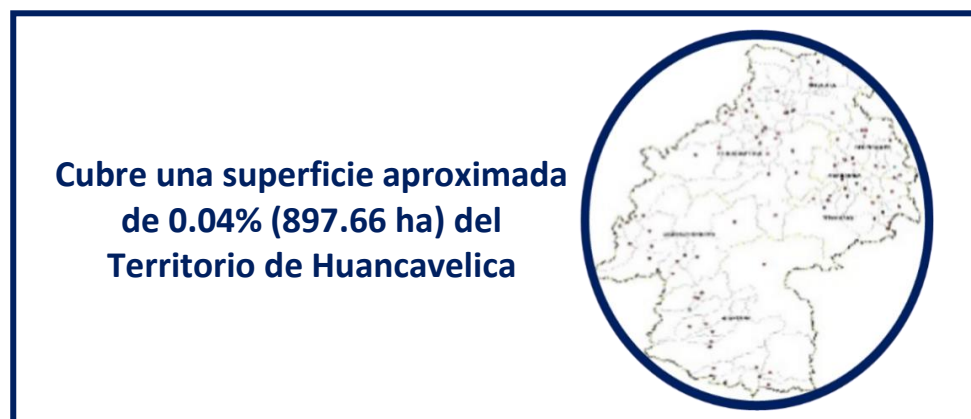 Cubre una superficie aproximada
de 0.04% (897.66 ha) del
Territorio de Huancavelica